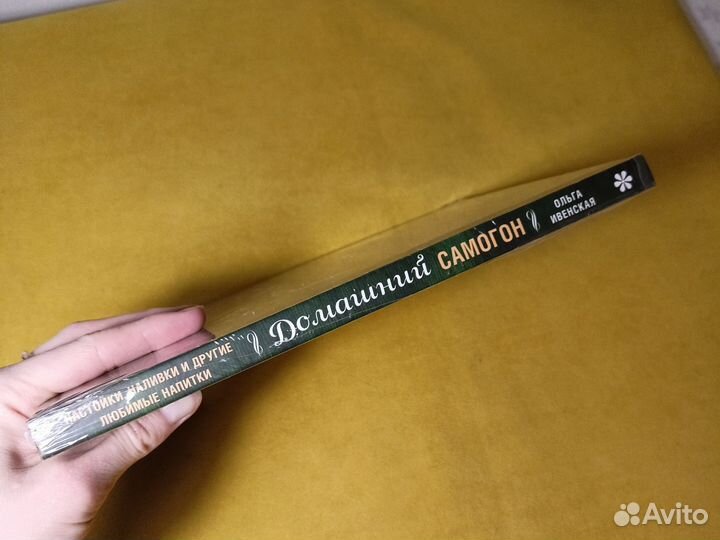 НАСТОЙКИ, НАЛИВКИ И ДРУГИЕ
ЛЮБИМЫЕ НАПИТКИ
Домашний САМОГОН
ОЛЬГА
ИВЕНСКАЯ
Avito